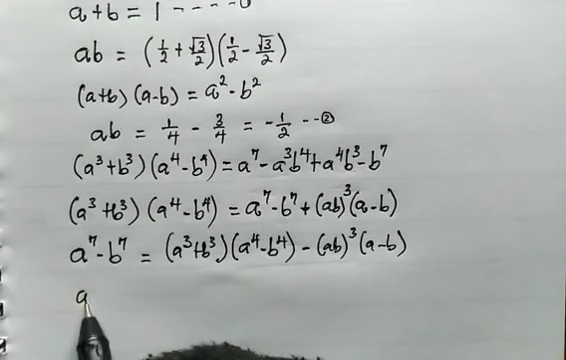 a+b = 1 ----①
ab = (1/2 + √3/2)(1/2 - √3/2)
(a+b)(a-b) = a² - b²
ab = 1/4 - 3/4 = -1/2 --②
(a³+b³)(a⁴-b⁴) = a⁷ - a³b⁴ + a⁴b³ - b⁷
(a³+b³)(a⁴-b⁴) = a⁷-b⁷ + (ab)³(a-b)
a⁷-b⁷ = (a³+b³)(a⁴-b⁴) - (ab)³(a-b)
a